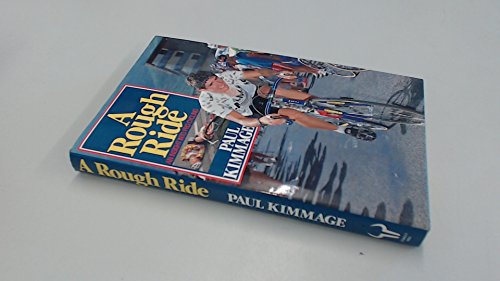 A
Rough
Ride
PAUL
KIMMAGE
A Rough Ride
PAUL KIMMAGE